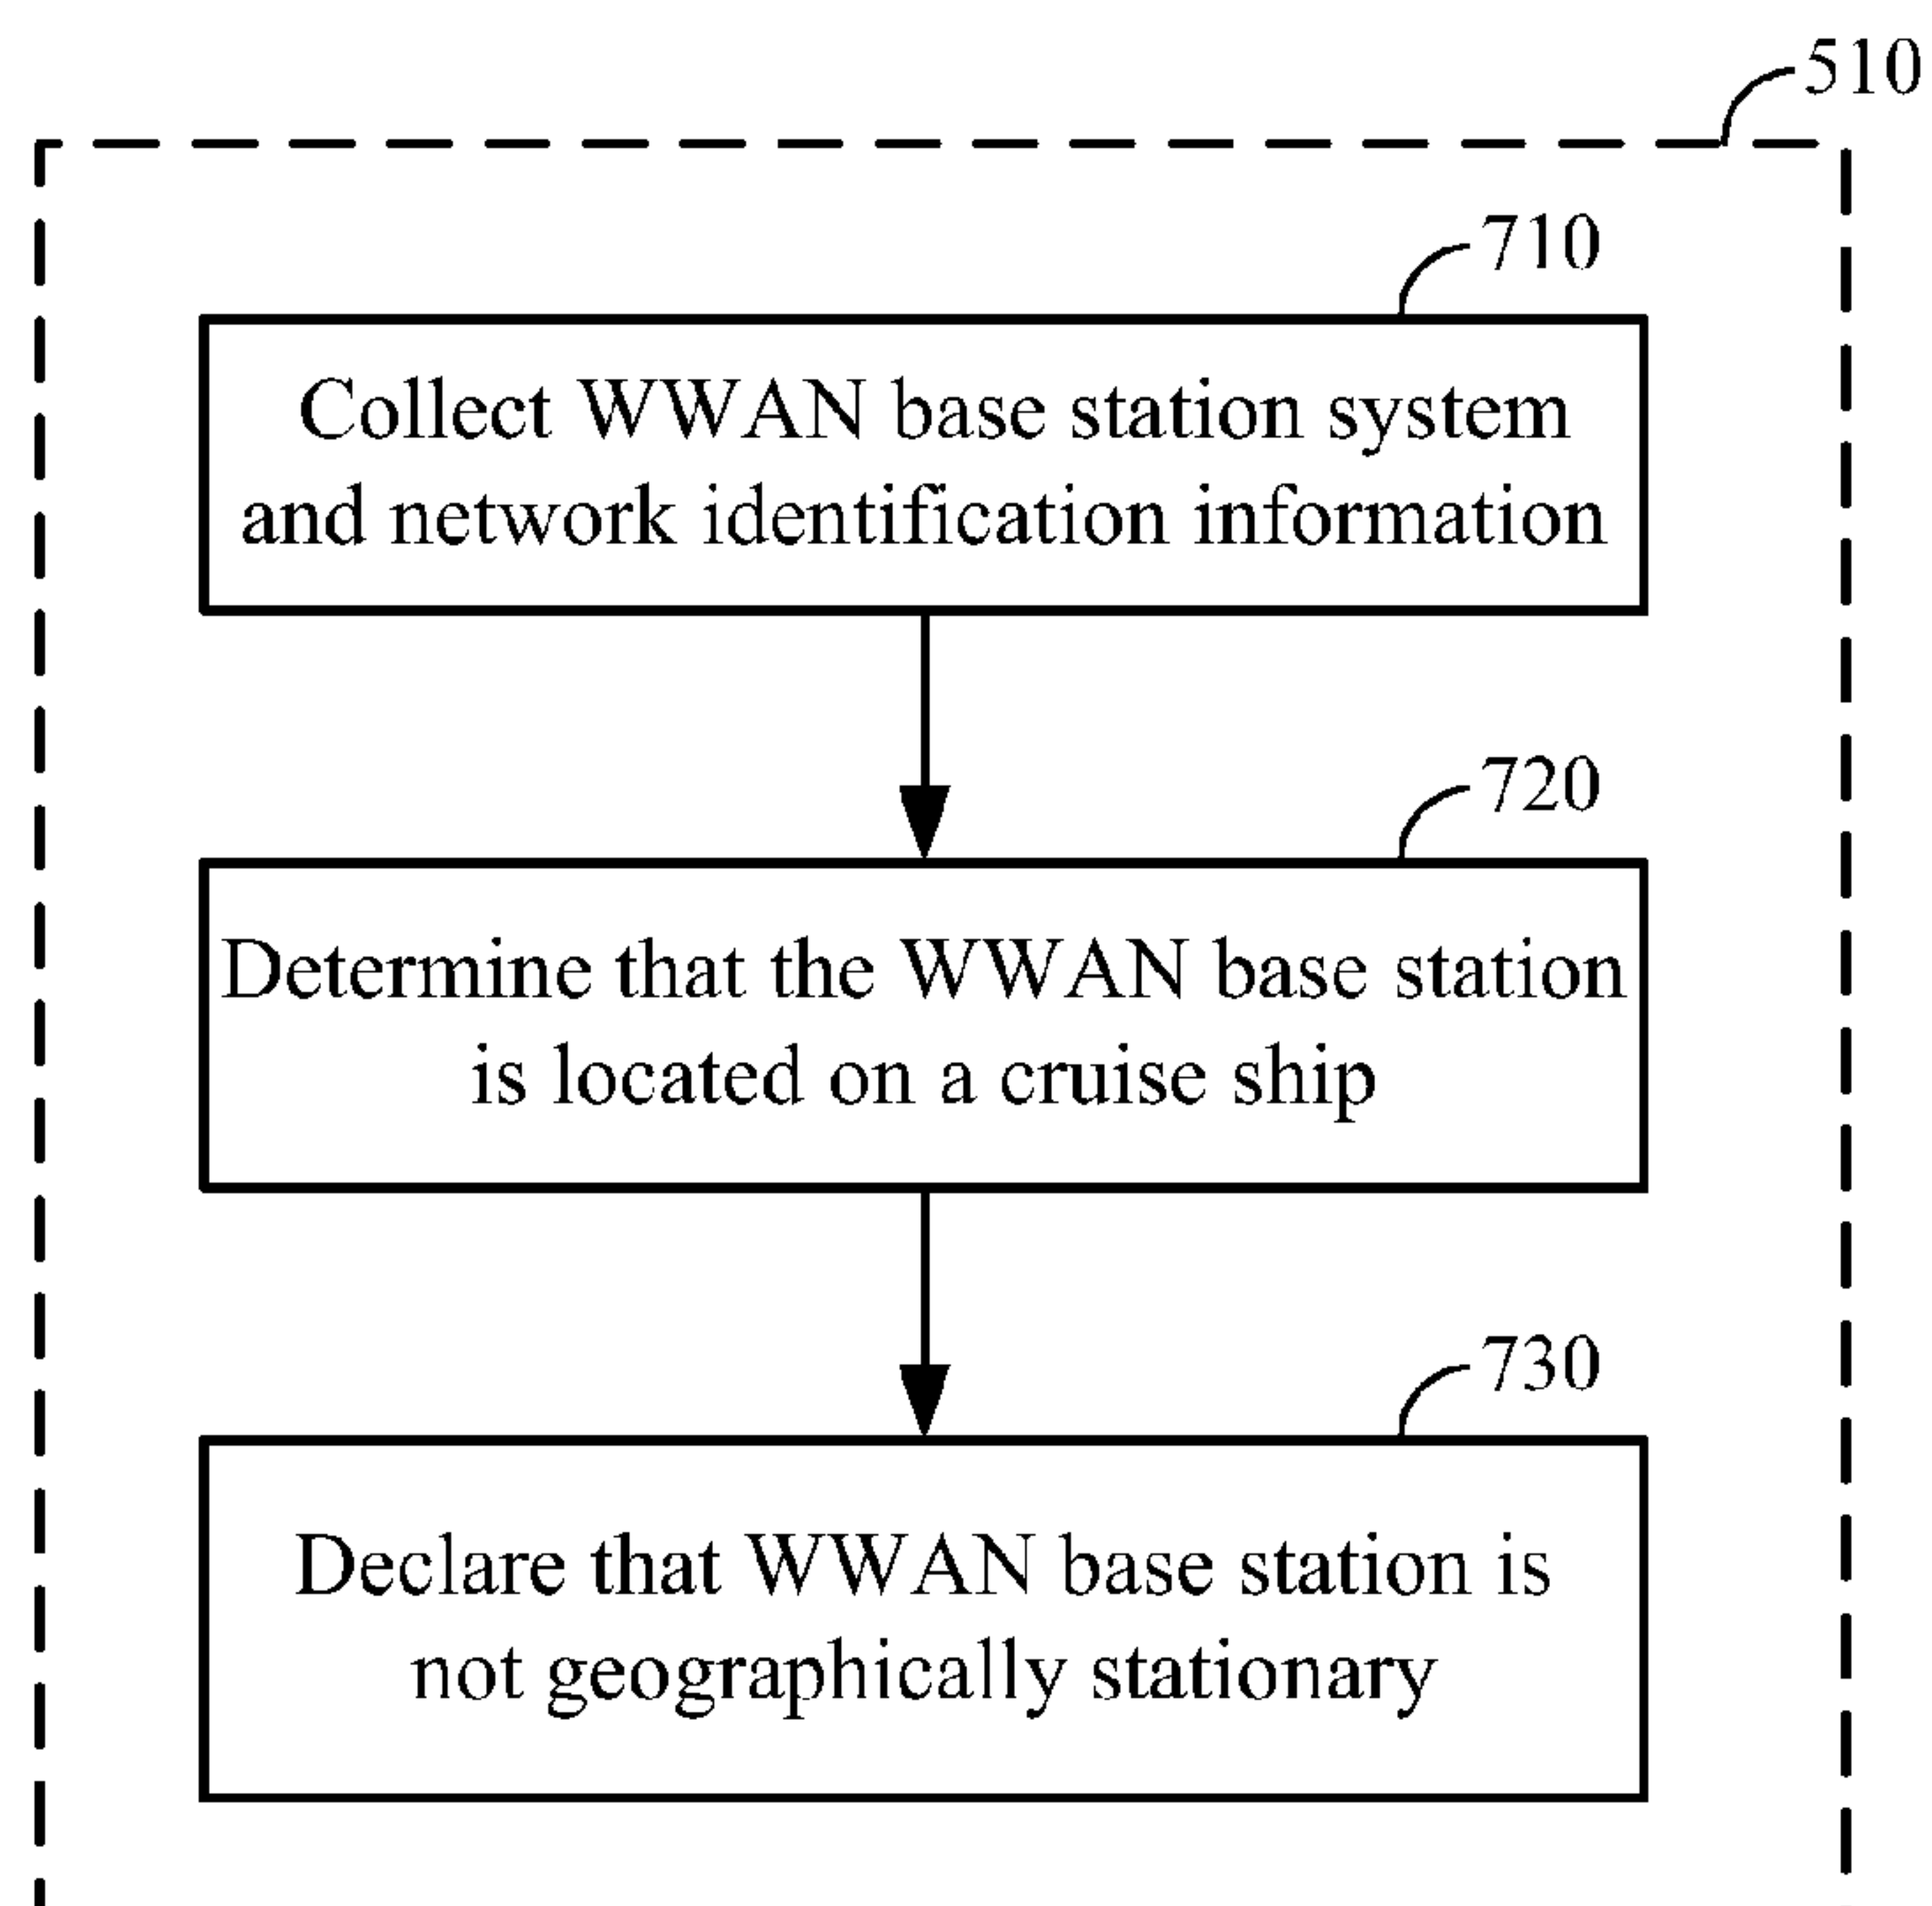 510
710
Collect WWAN base station system
and network identification information
720
Determine that the WWAN base station
is located on a cruise ship
730
Declare that WWAN base station is
not geographically stationary